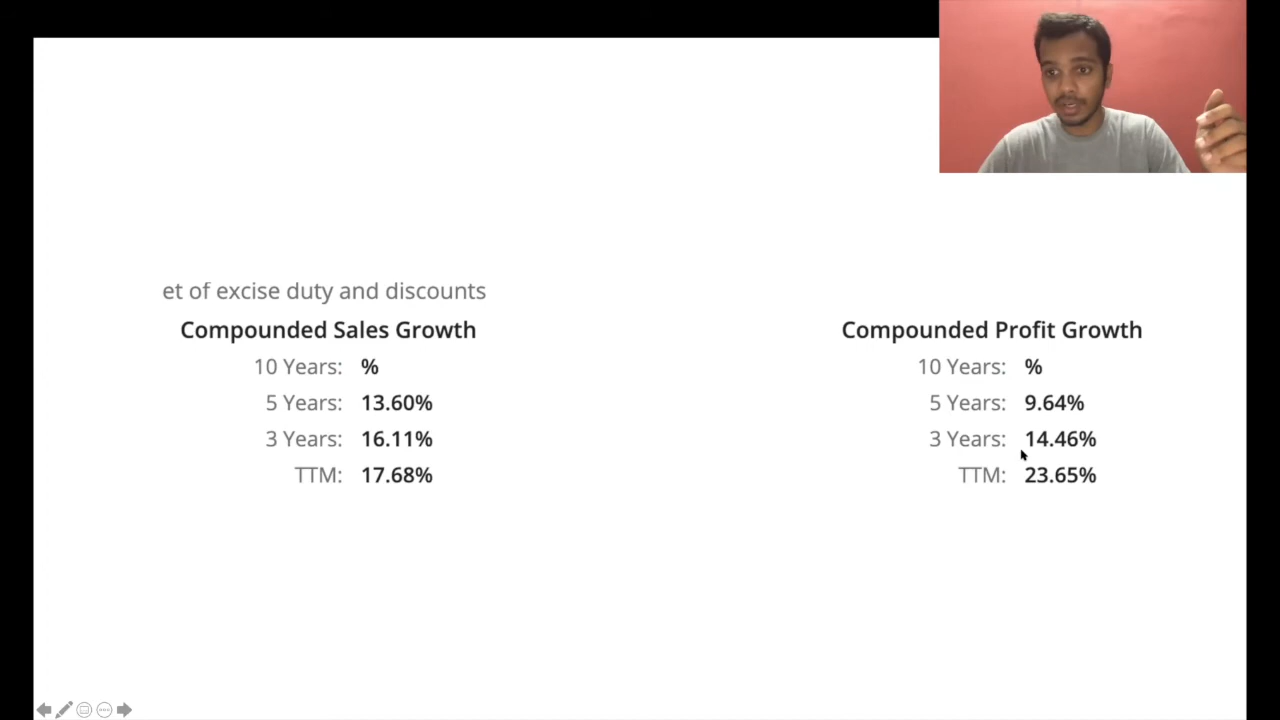 et of excise duty and discounts
Compounded Sales Growth
10 Years: %
5 Years: 13.60%
3 Years: 16.11%
TTM: 17.68%
Compounded Profit Growth
10 Years: %
5 Years: 9.64%
3 Years: 14.46%
TTM: 23.65%